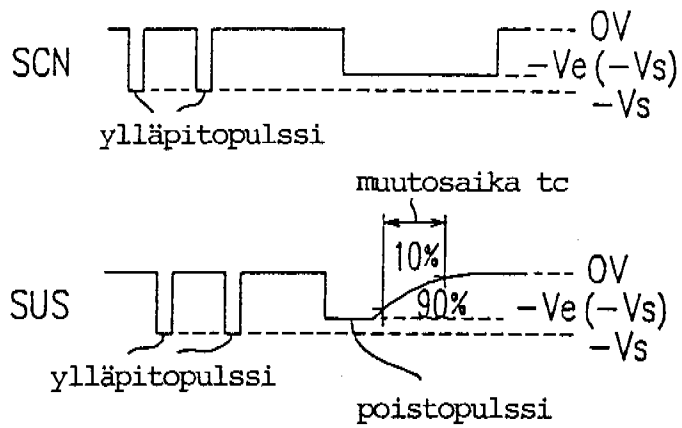 0V
SCN
-Ve (-Vs)
-Vs
ylläpitopulssi
muutosaika tc
10%
0V
SUS
90%
-Ve (-Vs)
-Vs
ylläpitopulssi
poistopulssi